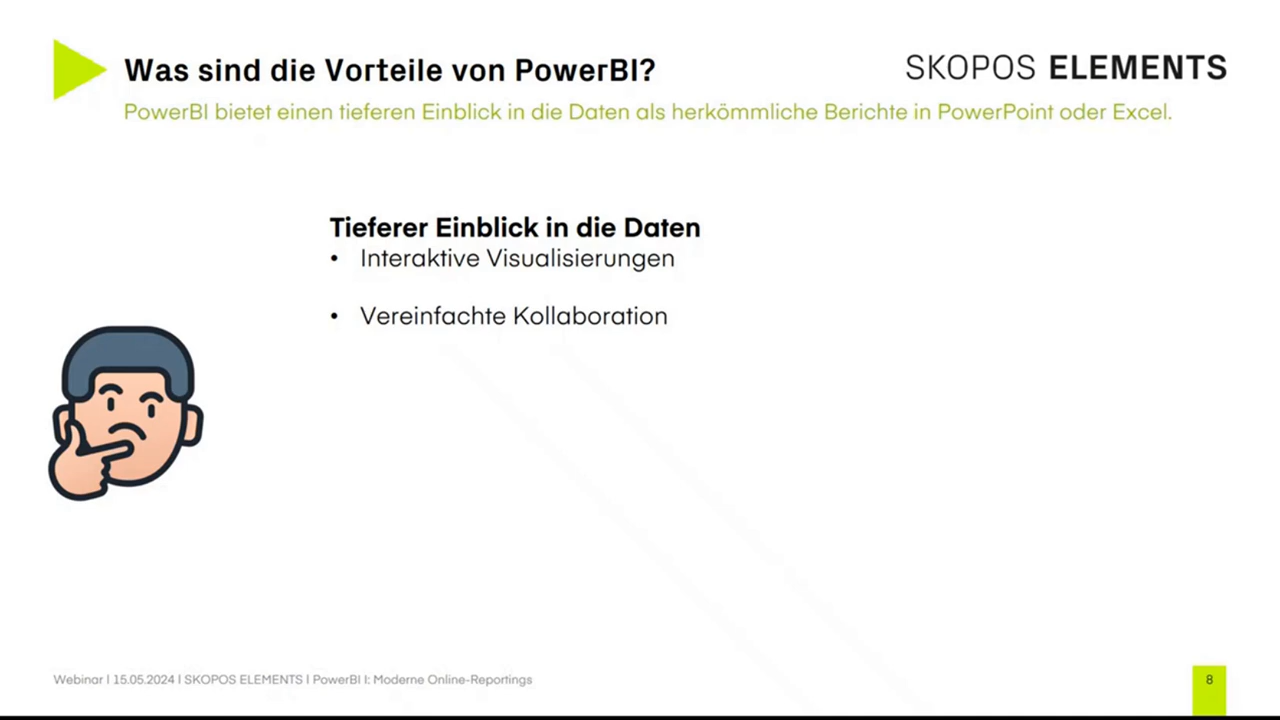 Was sind die Vorteile von PowerBI?
SKOPOS ELEMENTS
PowerBI bietet einen tieferen Einblick in die Daten als herkömmliche Berichte in PowerPoint oder Excel.
Tieferer Einblick in die Daten
• Interaktive Visualisierungen
• Vereinfachte Kollaboration
Webinar I 15.05.2024 I SKOPOS ELEMENTS I PowerBI I: Moderne Online-Reportings
8